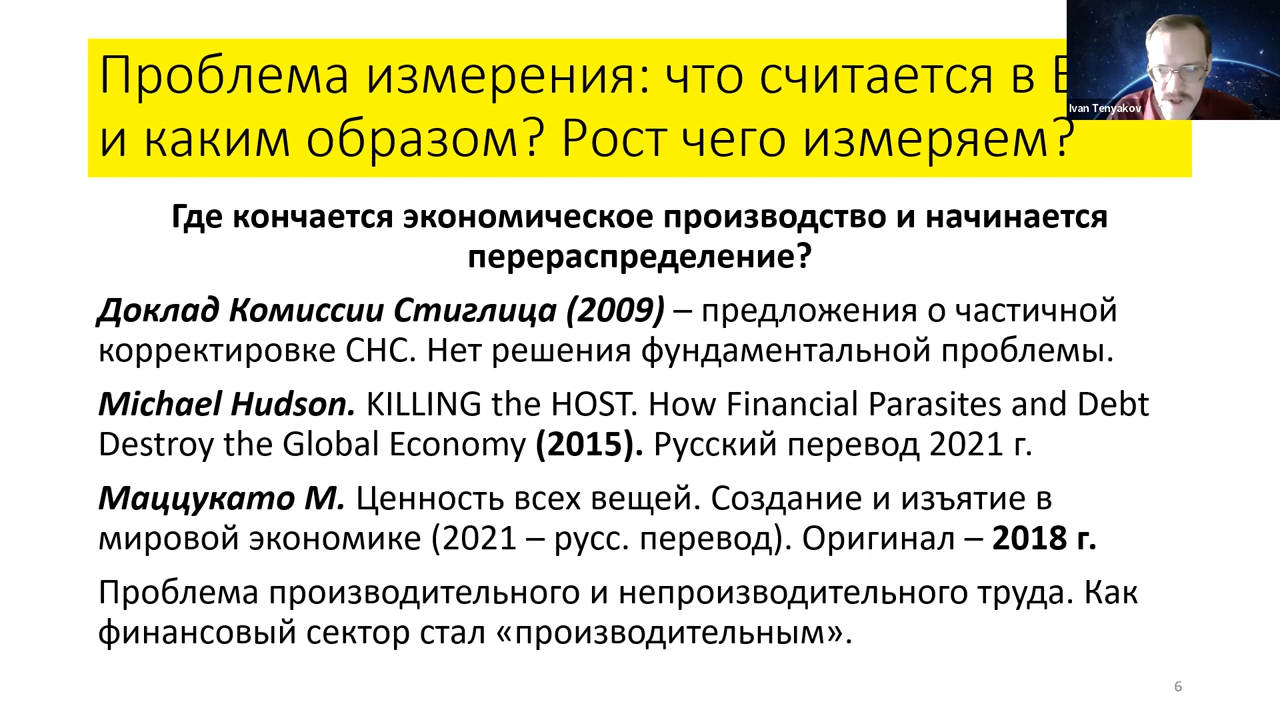 Проблема измерения: что считается в
и каким образом? Рост чего измеряем?
Ivan Tenyakov
Где кончается экономическое производство и начинается
перераспределение?
Доклад Комиссии Стиглица (2009) – предложения о частичной
корректировке СНС. Нет решения фундаментальной проблемы.
Michael Hudson. KILLING the HOST. How Financial Parasites and Debt
Destroy the Global Economy (2015). Русский перевод 2021 г.
Маццукато М. Ценность всех вещей. Создание и изъятие в
мировой экономике (2021 – русс. перевод). Оригинал – 2018 г.
Проблема производительного и непроизводительного труда. Как
финансовый сектор стал «производительным».
6